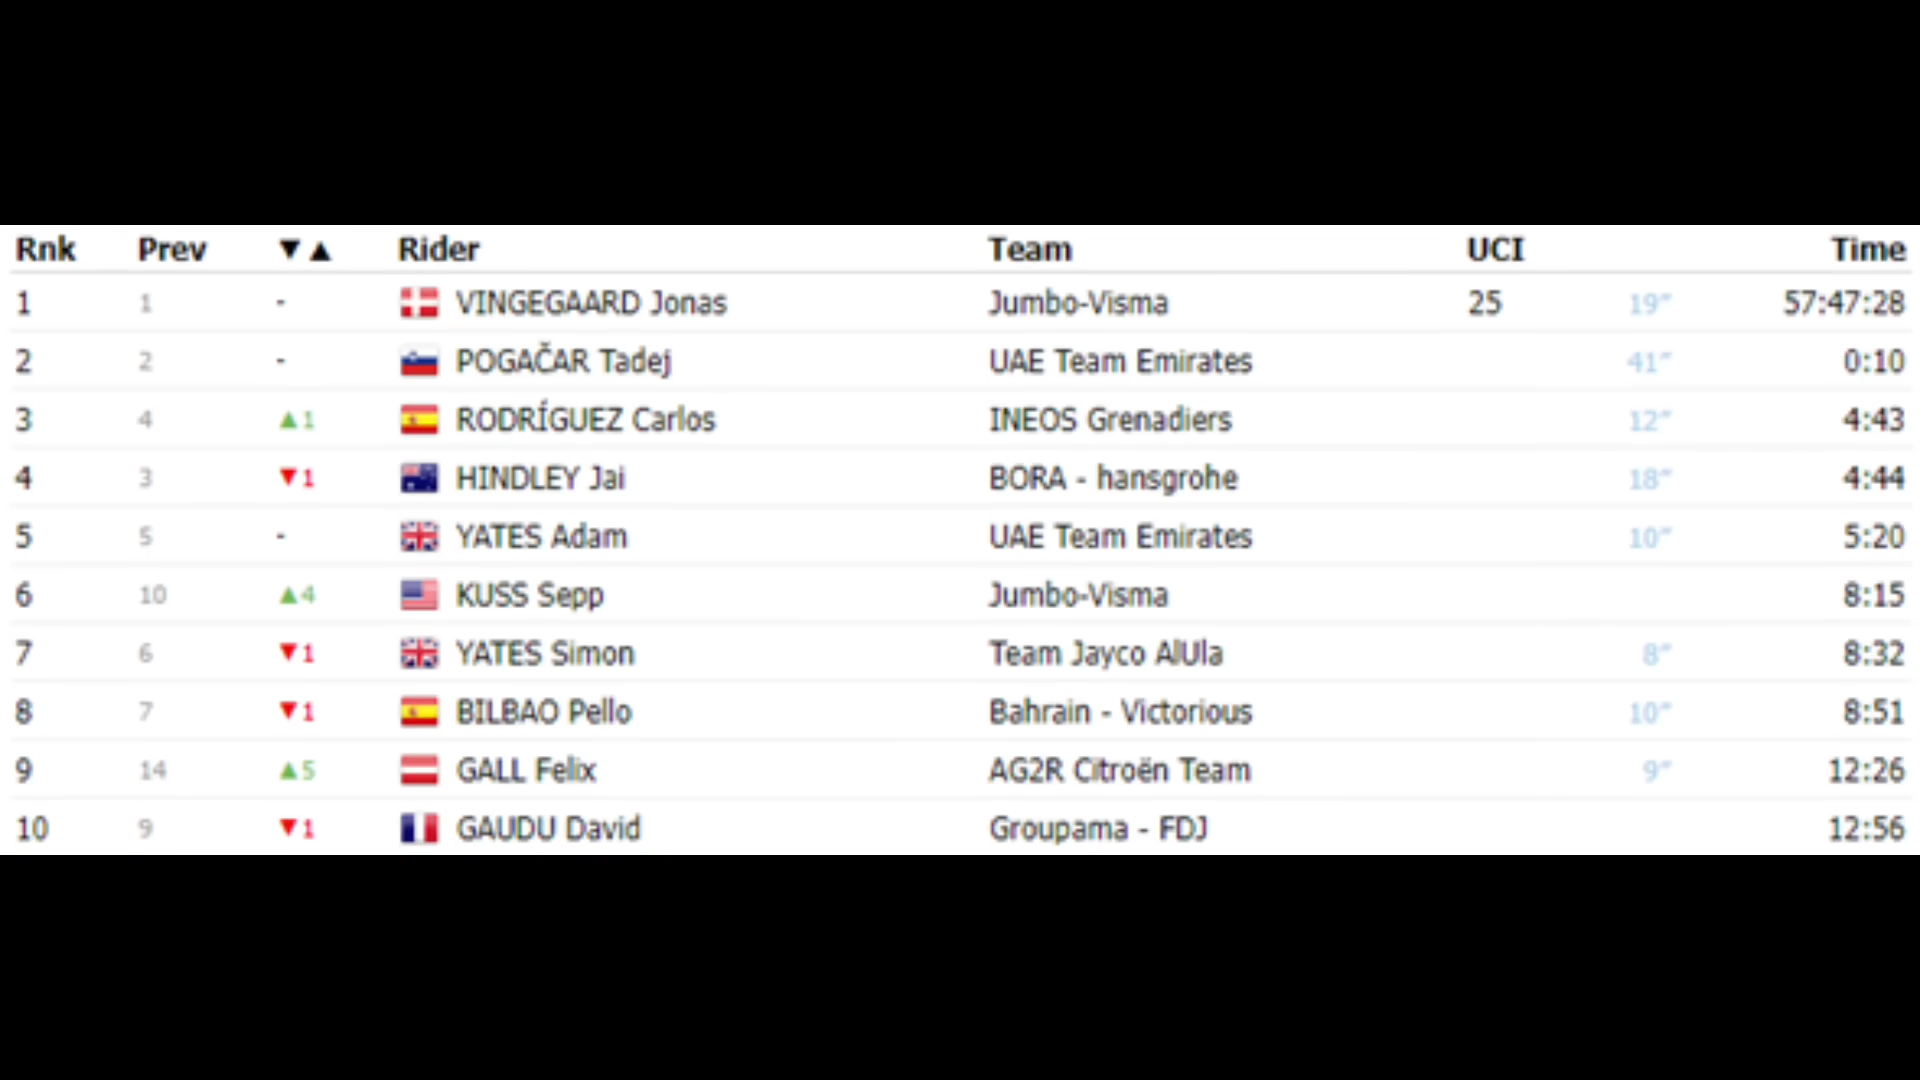 Rnk Prev ▼▲ Rider Team UCI Time
1 1 - VINGEGAARD Jonas Jumbo-Visma 25 19″ 57:47:28
2 2 - POGAČAR Tadej UAE Team Emirates 41″ 0:10
3 4 ▲1 RODRÍGUEZ Carlos INEOS Grenadiers 12″ 4:43
4 3 ▼1 HINDLEY Jai BORA - hansgrohe 18″ 4:44
5 5 - YATES Adam UAE Team Emirates 10″ 5:20
6 10 ▲4 KUSS Sepp Jumbo-Visma 8:15
7 6 ▼1 YATES Simon Team Jayco AlUla 8″ 8:32
8 7 ▼1 BILBAO Pello Bahrain - Victorious 10″ 8:51
9 14 ▲5 GALL Felix AG2R Citroën Team 9″ 12:26
10 9 ▼1 GAUDU David Groupama - FDJ 12:56